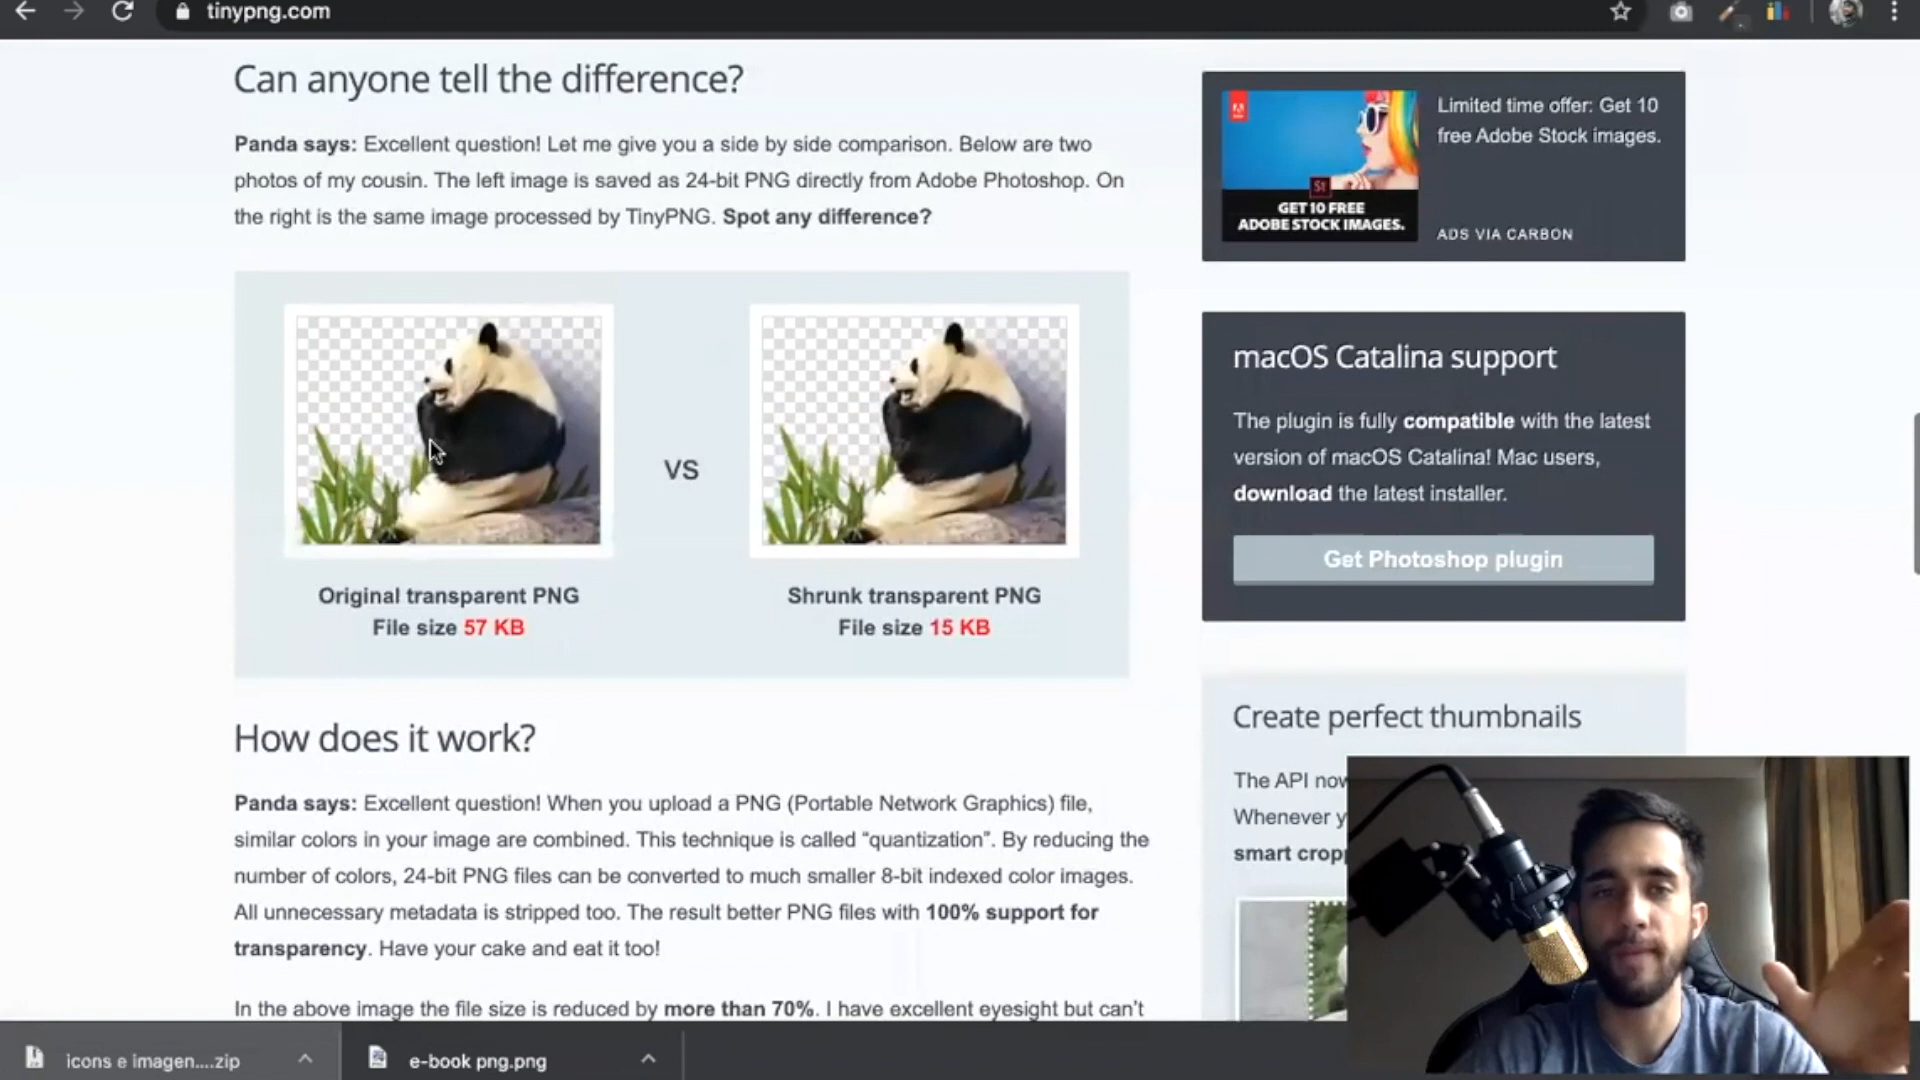 tinypng.com
Can anyone tell the difference?
Panda says: Excellent question! Let me give you a side by side comparison. Below are two
photos of my cousin. The left image is saved as 24-bit PNG directly from Adobe Photoshop. On
the right is the same image processed by TinyPNG. Spot any difference?
VS
Original transparent PNG
File size 57 KB
Shrunk transparent PNG
File size 15 KB
How does it work?
Panda says: Excellent question! When you upload a PNG (Portable Network Graphics) file,
similar colors in your image are combined. This technique is called “quantization”. By reducing the
number of colors, 24-bit PNG files can be converted to much smaller 8-bit indexed color images.
All unnecessary metadata is stripped too. The result better PNG files with 100% support for
transparency. Have your cake and eat it too!
In the above image the file size is reduced by more than 70%. I have excellent eyesight but can’t
St
GET 10 FREE
ADOBE STOCK IMAGES.
Limited time offer: Get 10
free Adobe Stock images.
ADS VIA CARBON
macOS Catalina support
The plugin is fully compatible with the latest
version of macOS Catalina! Mac users,
download the latest installer.
Get Photoshop plugin
Create perfect thumbnails
The API now
Whenever y
smart crop
icons e imagen....zip
e-book png.png